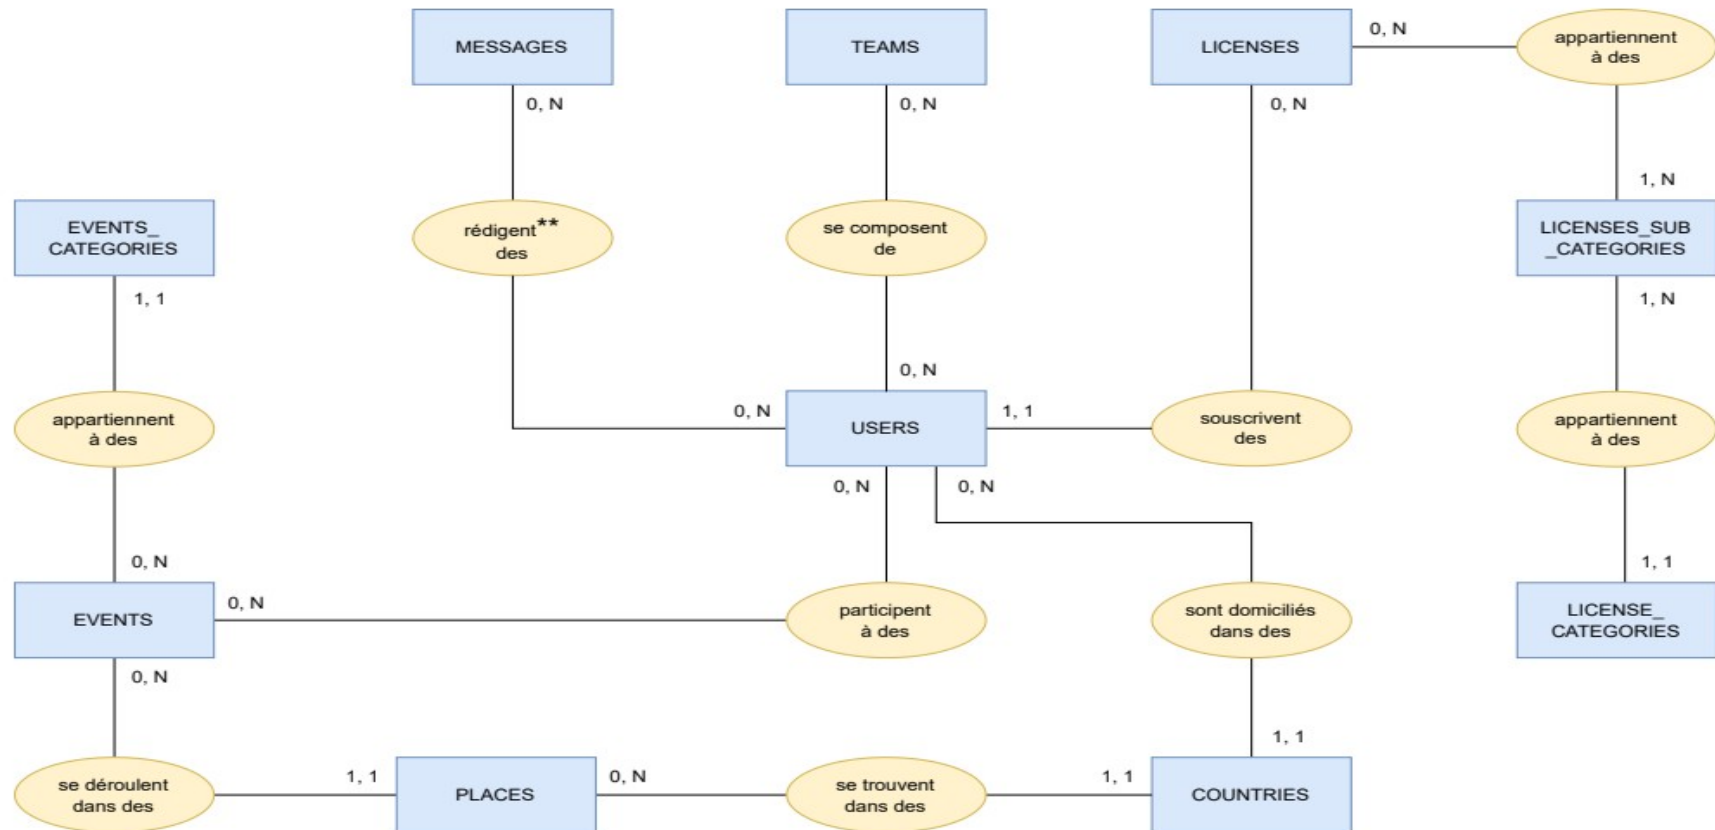 MESSAGES
TEAMS
LICENSES
0, N
appartiennent
à des
0, N
0, N
0, N
1, N
EVENTS_
CATEGORIES
rédigent**
des
se composent
de
LICENSES_SUB
_CATEGORIES
1, 1
1, N
0, N
appartiennent
à des
0, N
USERS
1, 1
souscrivent
des
appartiennent
à des
0, N
0, N
0, N
1, 1
EVENTS
0, N
participent
à des
sont domiciliés
dans des
LICENSE_
CATEGORIES
0, N
1, 1
se déroulent
dans des
1, 1
PLACES
0, N
se trouvent
dans des
1, 1
COUNTRIES